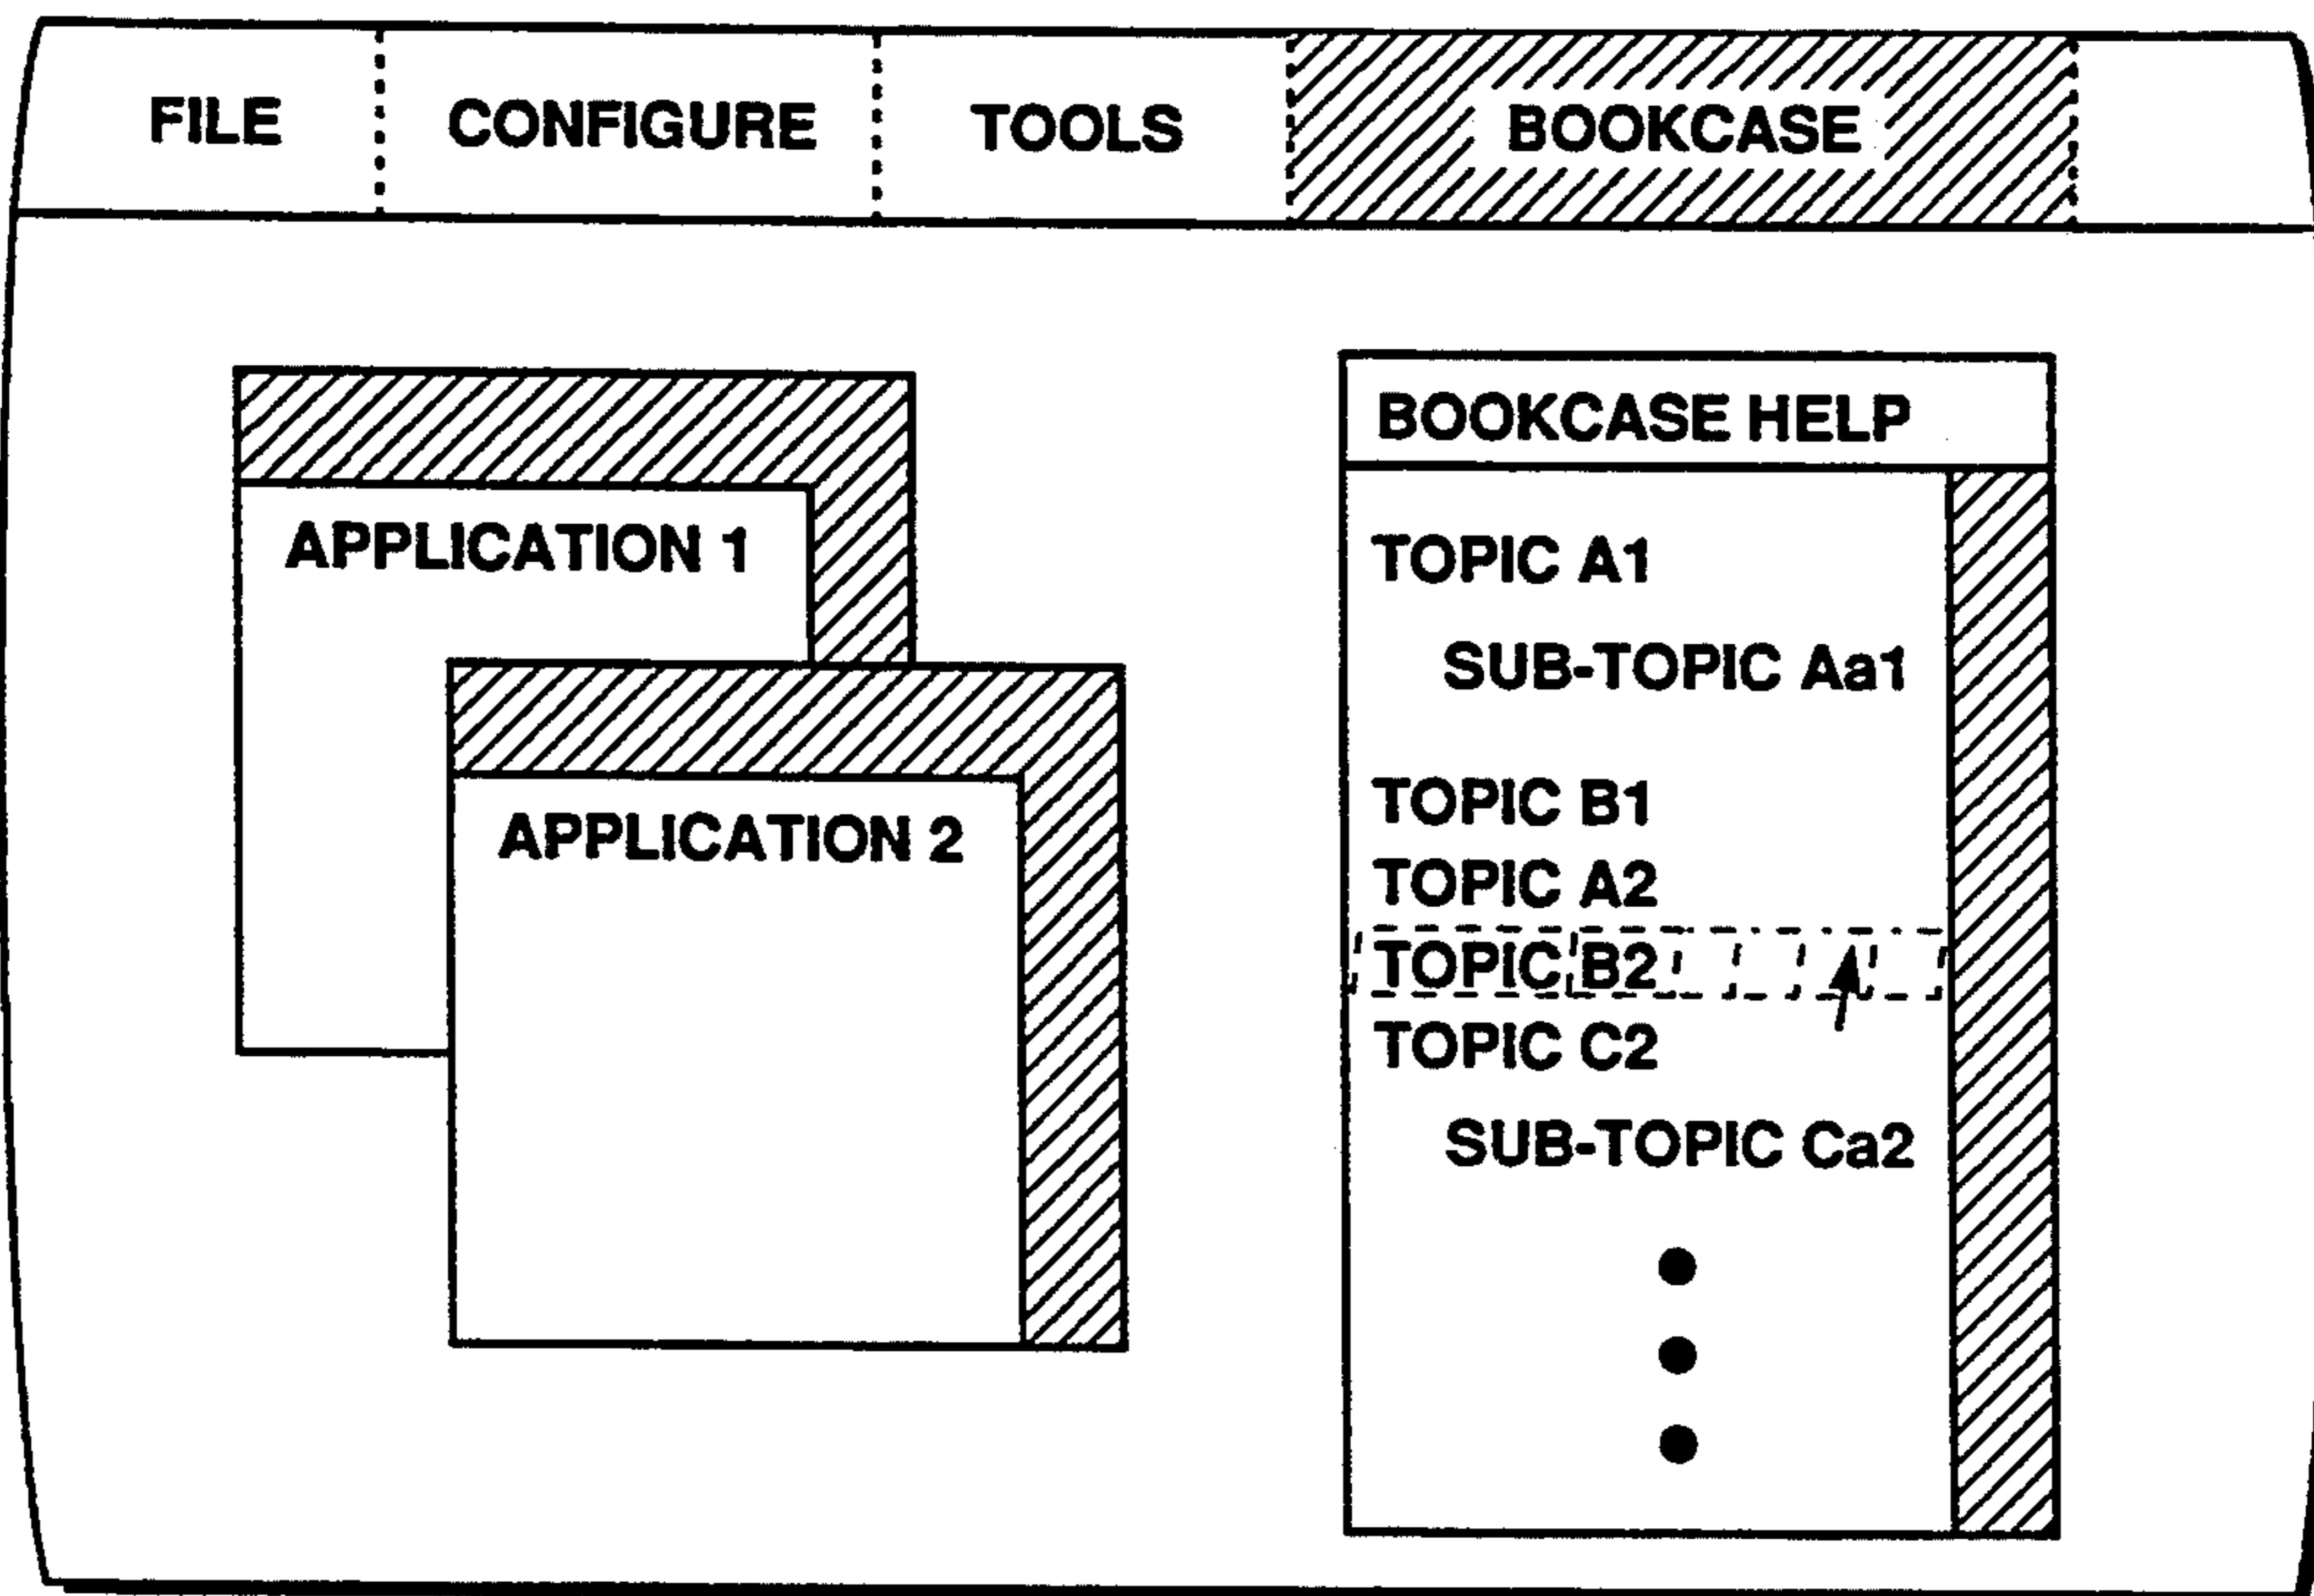 FILE CONFIGURE TOOLS BOOKCASE
APPLICATION 1
APPLICATION 2
BOOKCASE HELP
TOPIC A1
SUB-TOPIC Aa1
TOPIC B1
TOPIC A2
TOPIC B2
TOPIC C2
SUB-TOPIC Ca2